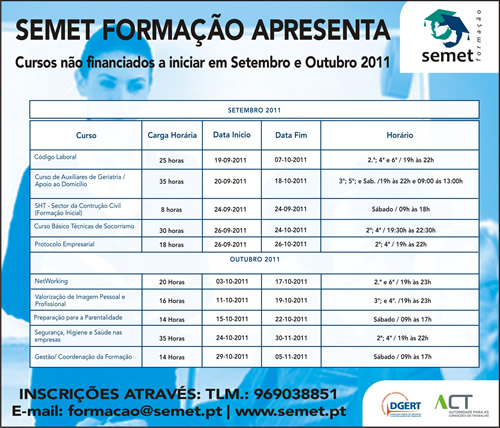 SEMET FORMAÇÃO APRESENTA
Cursos não financiados a iniciar em Setembro e Outubro 2011
semet
formação
SETEMBRO 2011
Curso Carga Horária Data Inicio Data Fim Horário
Código Laboral 25 horas 19-09-2011 07-10-2011 2.ª; 4ª e 6ª / 19h às 22h
Curso de Auxiliares de Geriatria /
Apoio ao Domicílio 35 horas 20-09-2011 18-10-2011 3ª; 5ª; e Sab. /19h às 22h e 09:00 ás 13:00h
SHT - Sector da Contrução Civil
(Formação Inicial) 8 horas 24-09-2011 24-09-2011 Sábado / 09h às 18h
Curso Básico Técnicas de Socorrismo 30 horas 26-09-2011 24-10-2011 2ª; 4ª / 19:30h às 22:30h
Protocolo Empresarial 18 horas 26-09-2011 26-10-2011 2ª; 4ª / 19h às 22h
OUTUBRO 2011
NetWorking 20 Horas 03-10-2011 17-10-2011 2.ª e 6ª / 19h às 23h
Valorização de Imagem Pessoal e
Profissional 16 Horas 11-10-2011 19-10-2011 3ª; e 4ª. /19h às 23h
Preparação para a Parentalidade 14 Horas 15-10-2011 22-10-2011 Sábado / 09h às 17h
Segurança, Higiene e Saúde nas
empresas 35 Horas 24-10-2011 30-11-2011 2ª; 4ª / 19h às 22h
Gestão/ Coordenação da Formação 14 Horas 29-10-2011 05-11-2011 Sábado / 09h às 17h
INSCRIÇÕES ATRAVÉS: TLM.: 969038851
E-mail: formacao@semet.pt | www.semet.pt
DGERT
ACT
AUTORIDADE PARA AS
CONDIÇÕES DO TRABALHO